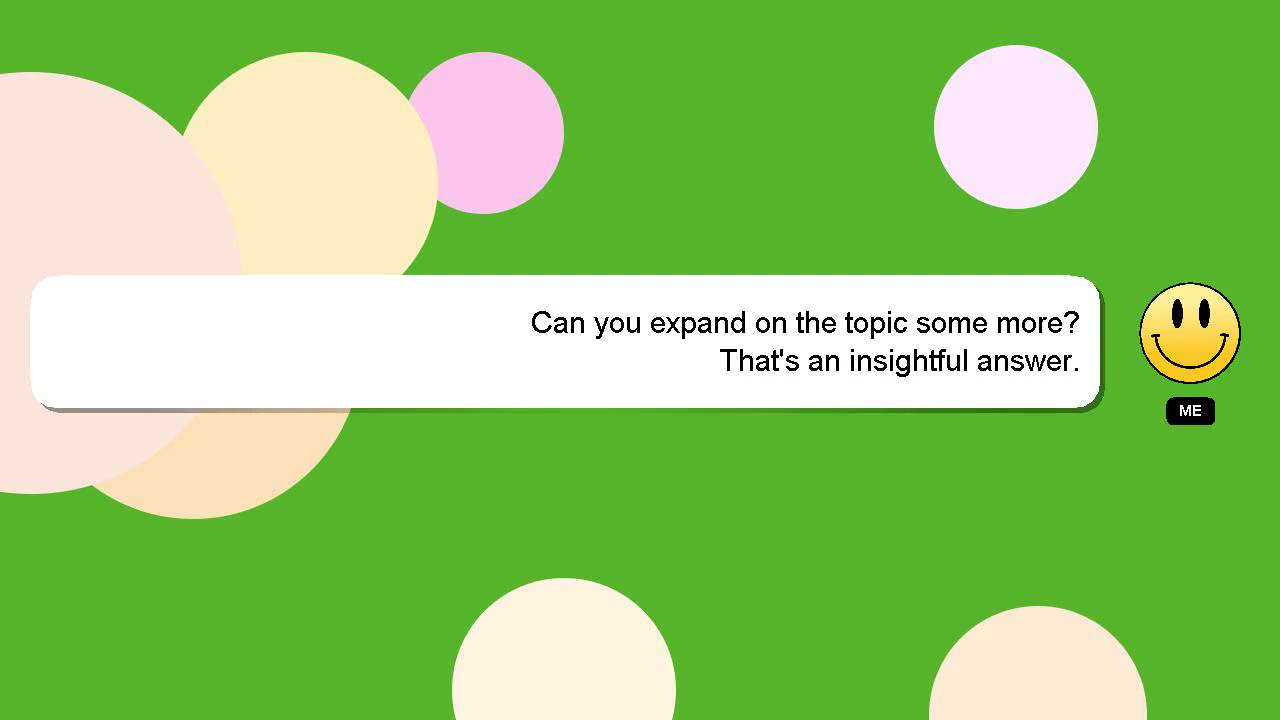 Can you expand on the topic some more?
That's an insightful answer.
ME